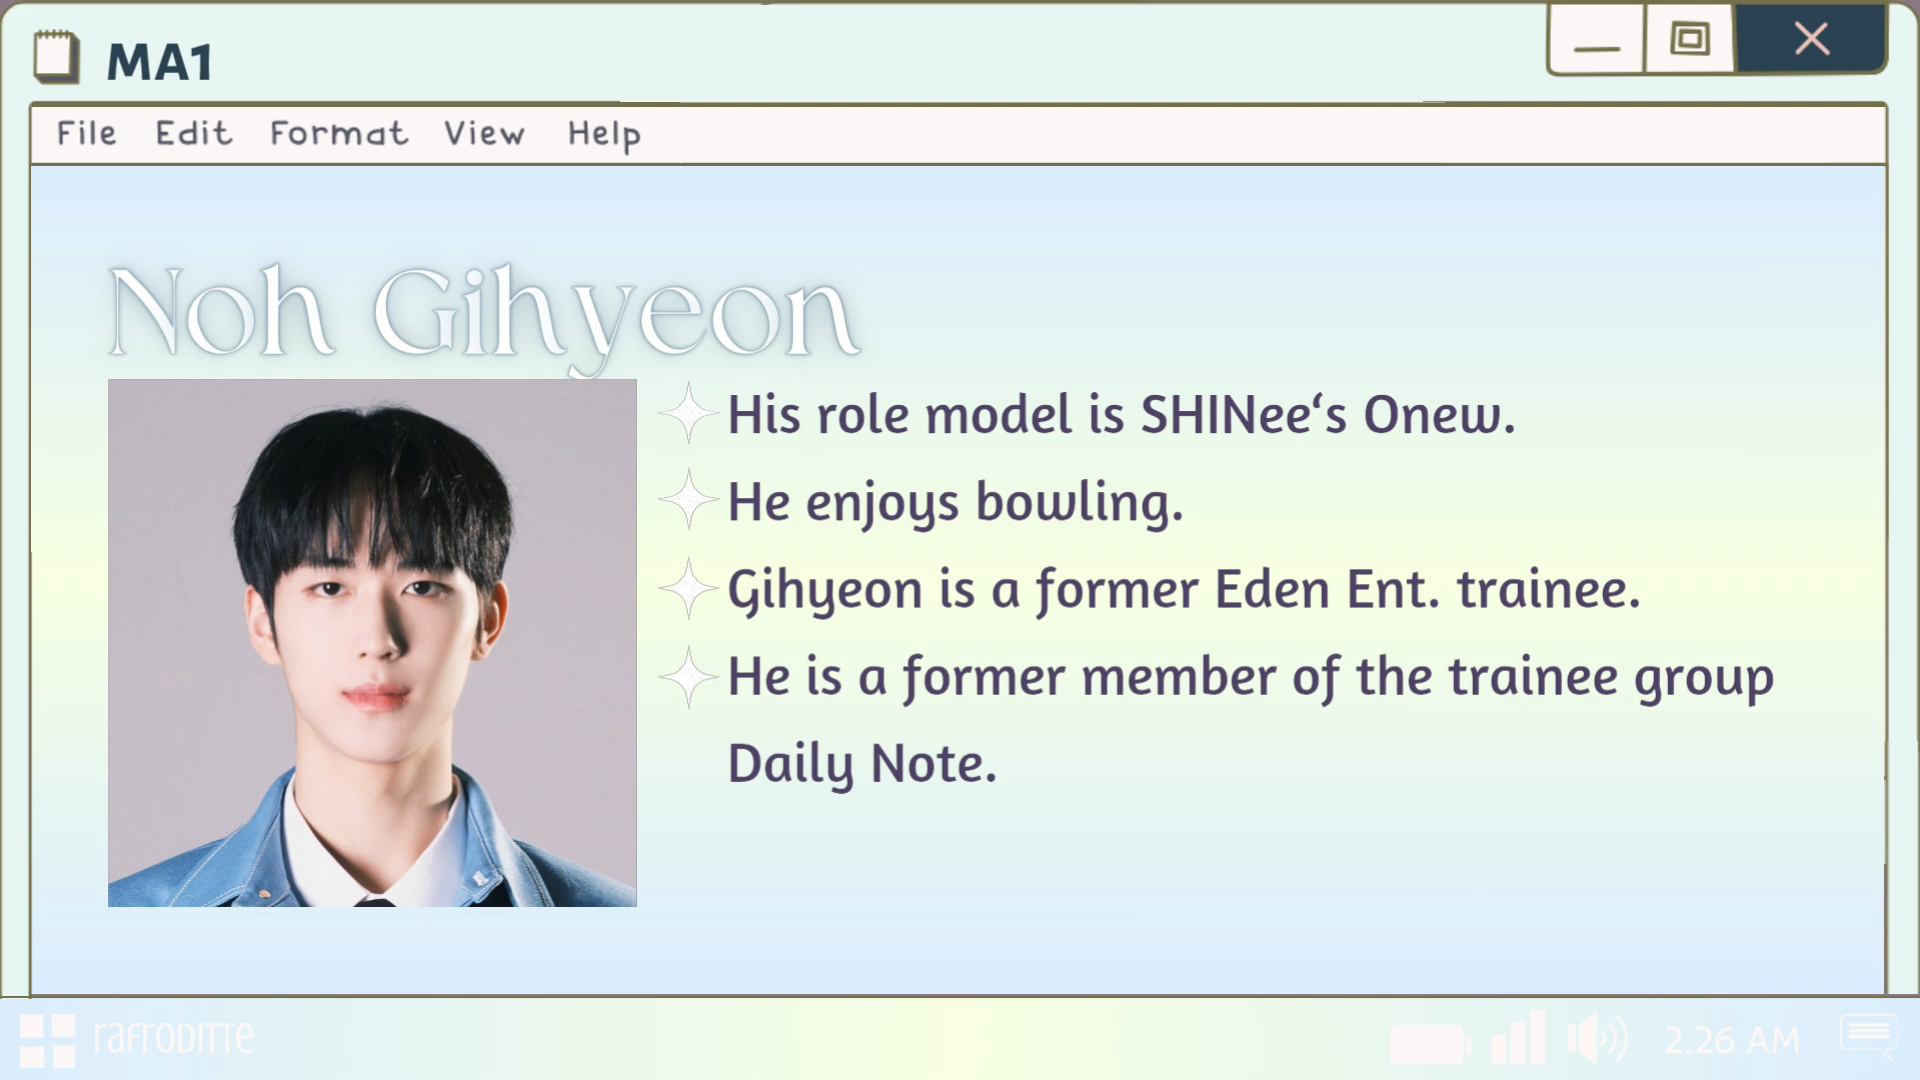 MA1
File Edit Format View Help
Noh Gihyeon
His role model is SHINee‘s Onew.
He enjoys bowling.
Gihyeon is a former Eden Ent. trainee.
He is a former member of the trainee group
Daily Note.
rafroditte
2.26 AM